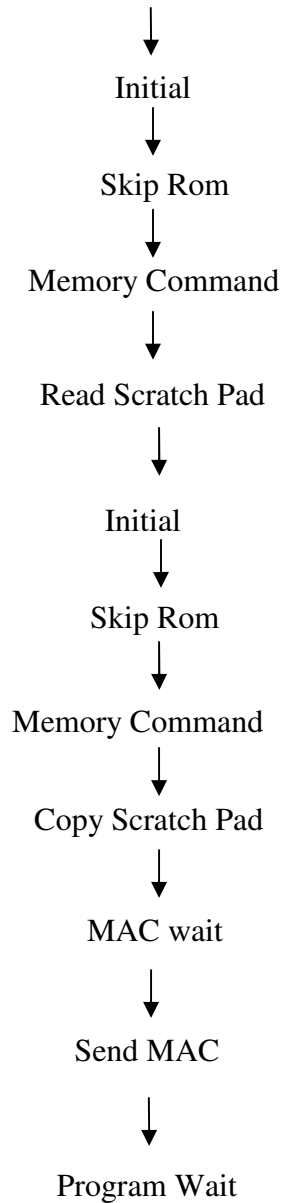 Initial
Skip Rom
Memory Command
Read Scratch Pad
Initial
Skip Rom
Memory Command
Copy Scratch Pad
MAC wait
Send MAC
Program Wait